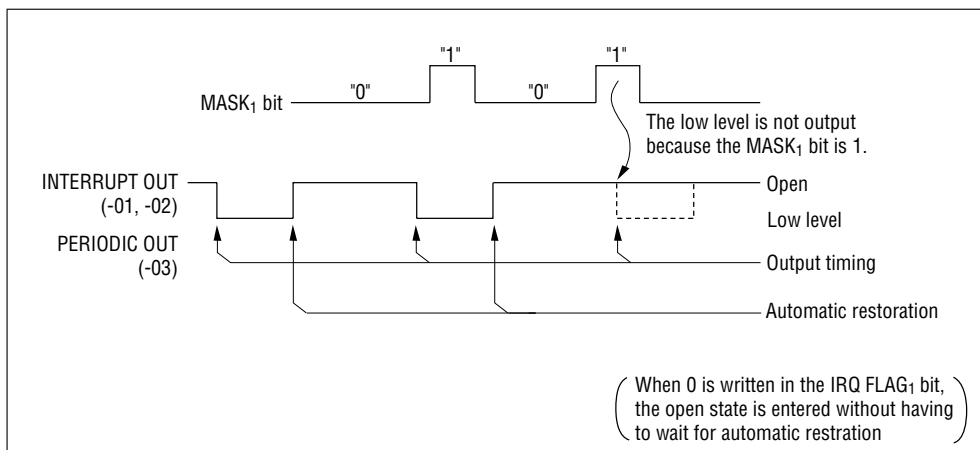 "1"
"1"
"0"
"0"
MASK1 bit
The low level is not output
because the MASK1 bit is 1.
INTERRUPT OUT
(-01, -02)
Open
Low level
PERIODIC OUT
(-03)
Output timing
Automatic restoration
When 0 is written in the IRQ FLAG1 bit,
the open state is entered without having
to wait for automatic restration